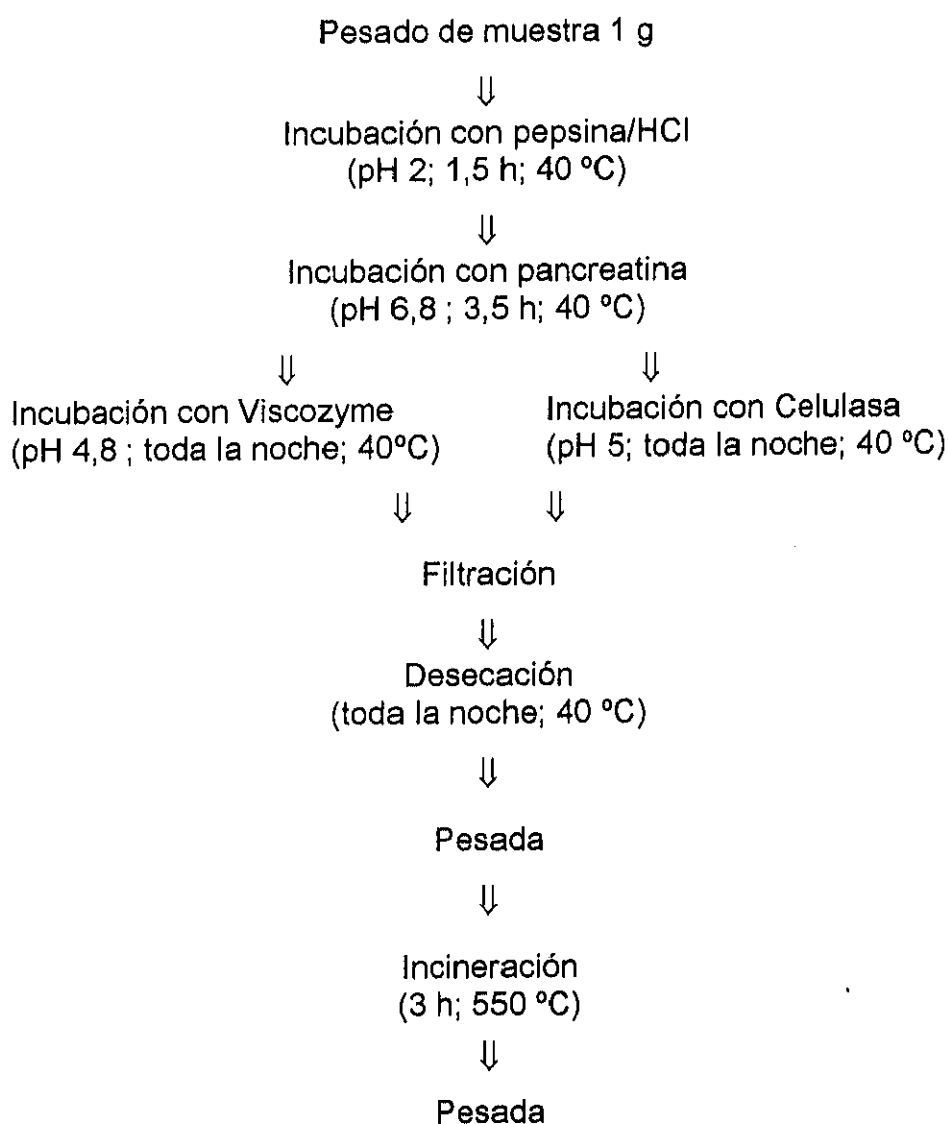 Pesado de muestra 1 g
⇓
Incubación con pepsina/HCl
(pH 2; 1,5 h; 40 ºC)
⇓
Incubación con pancreatina
(pH 6,8 ; 3,5 h; 40 ºC)
⇓ ⇓
Incubación con Viscozyme
(pH 4,8 ; toda la noche; 40ºC)
Incubación con Celulasa
(pH 5; toda la noche; 40 ºC)
⇓ ⇓
Filtración
⇓
Desecación
(toda la noche; 40 ºC)
⇓
Pesada
⇓
Incineración
(3 h; 550 ºC)
⇓
Pesada